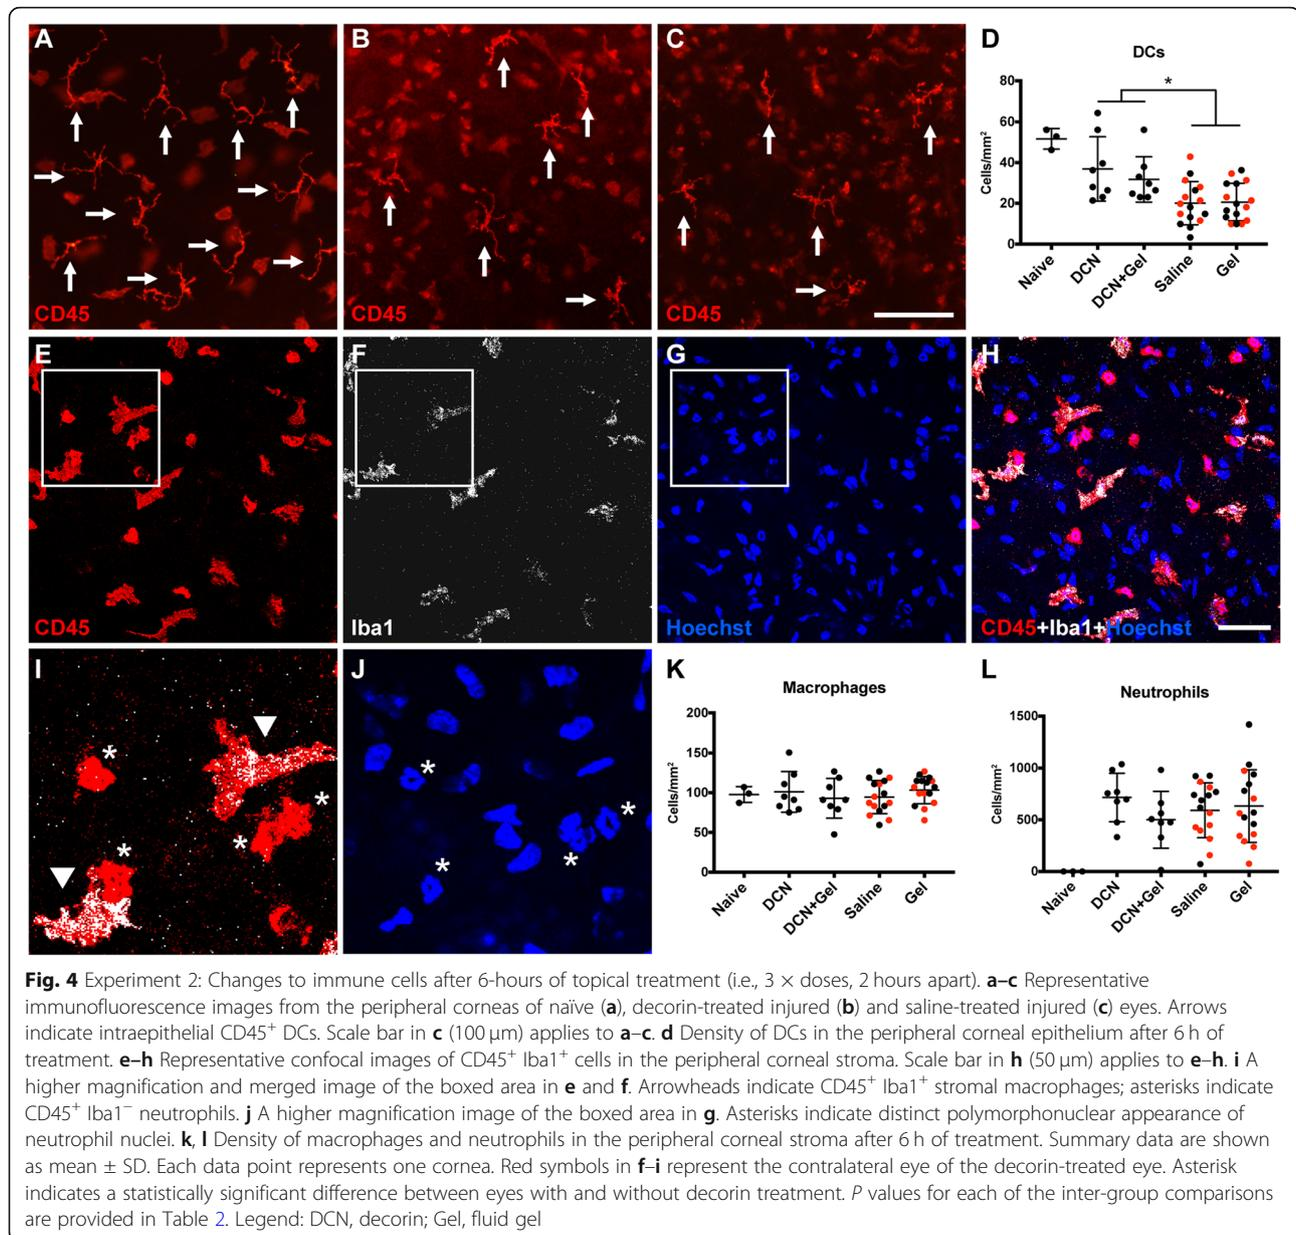 A
B
C
CD45
CD45
CD45
D
DCs
*
80
60
40
20
0
Cells/mm²
Naive
DCN
DCN+Gel
Saline
Gel
E
F
G
H
CD45
Iba1
Hoechst
CD45+Iba1+Hoechst
I
*
*
*
*
J
*
*
*
*
K
Macrophages
200
150
100
50
0
Cells/mm²
Naive
DCN
DCN+Gel
Saline
Gel
L
Neutrophils
1500
1000
500
0
Cells/mm²
Naive
DCN
DCN+Gel
Saline
Gel
Fig. 4 Experiment 2: Changes to immune cells after 6-hours of topical treatment (i.e., 3 × doses, 2 hours apart). a–c Representative
immunofluorescence images from the peripheral corneas of naïve (a), decorin-treated injured (b) and saline-treated injured (c) eyes. Arrows
indicate intraepithelial CD45⁺ DCs. Scale bar in c (100 μm) applies to a–c. d Density of DCs in the peripheral corneal epithelium after 6 h of
treatment. e–h Representative confocal images of CD45⁺ Iba1⁺ cells in the peripheral corneal stroma. Scale bar in h (50 μm) applies to e–h. i A
higher magnification and merged image of the boxed area in e and f. Arrowheads indicate CD45⁺ Iba1⁺ stromal macrophages; asterisks indicate
CD45⁺ Iba1⁻ neutrophils. j A higher magnification image of the boxed area in g. Asterisks indicate distinct polymorphonuclear appearance of
neutrophil nuclei. k, l Density of macrophages and neutrophils in the peripheral corneal stroma after 6 h of treatment. Summary data are shown
as mean ± SD. Each data point represents one cornea. Red symbols in f–i represent the contralateral eye of the decorin-treated eye. Asterisk
indicates a statistically significant difference between eyes with and without decorin treatment. P values for each of the inter-group comparisons
are provided in Table 2. Legend: DCN, decorin; Gel, fluid gel